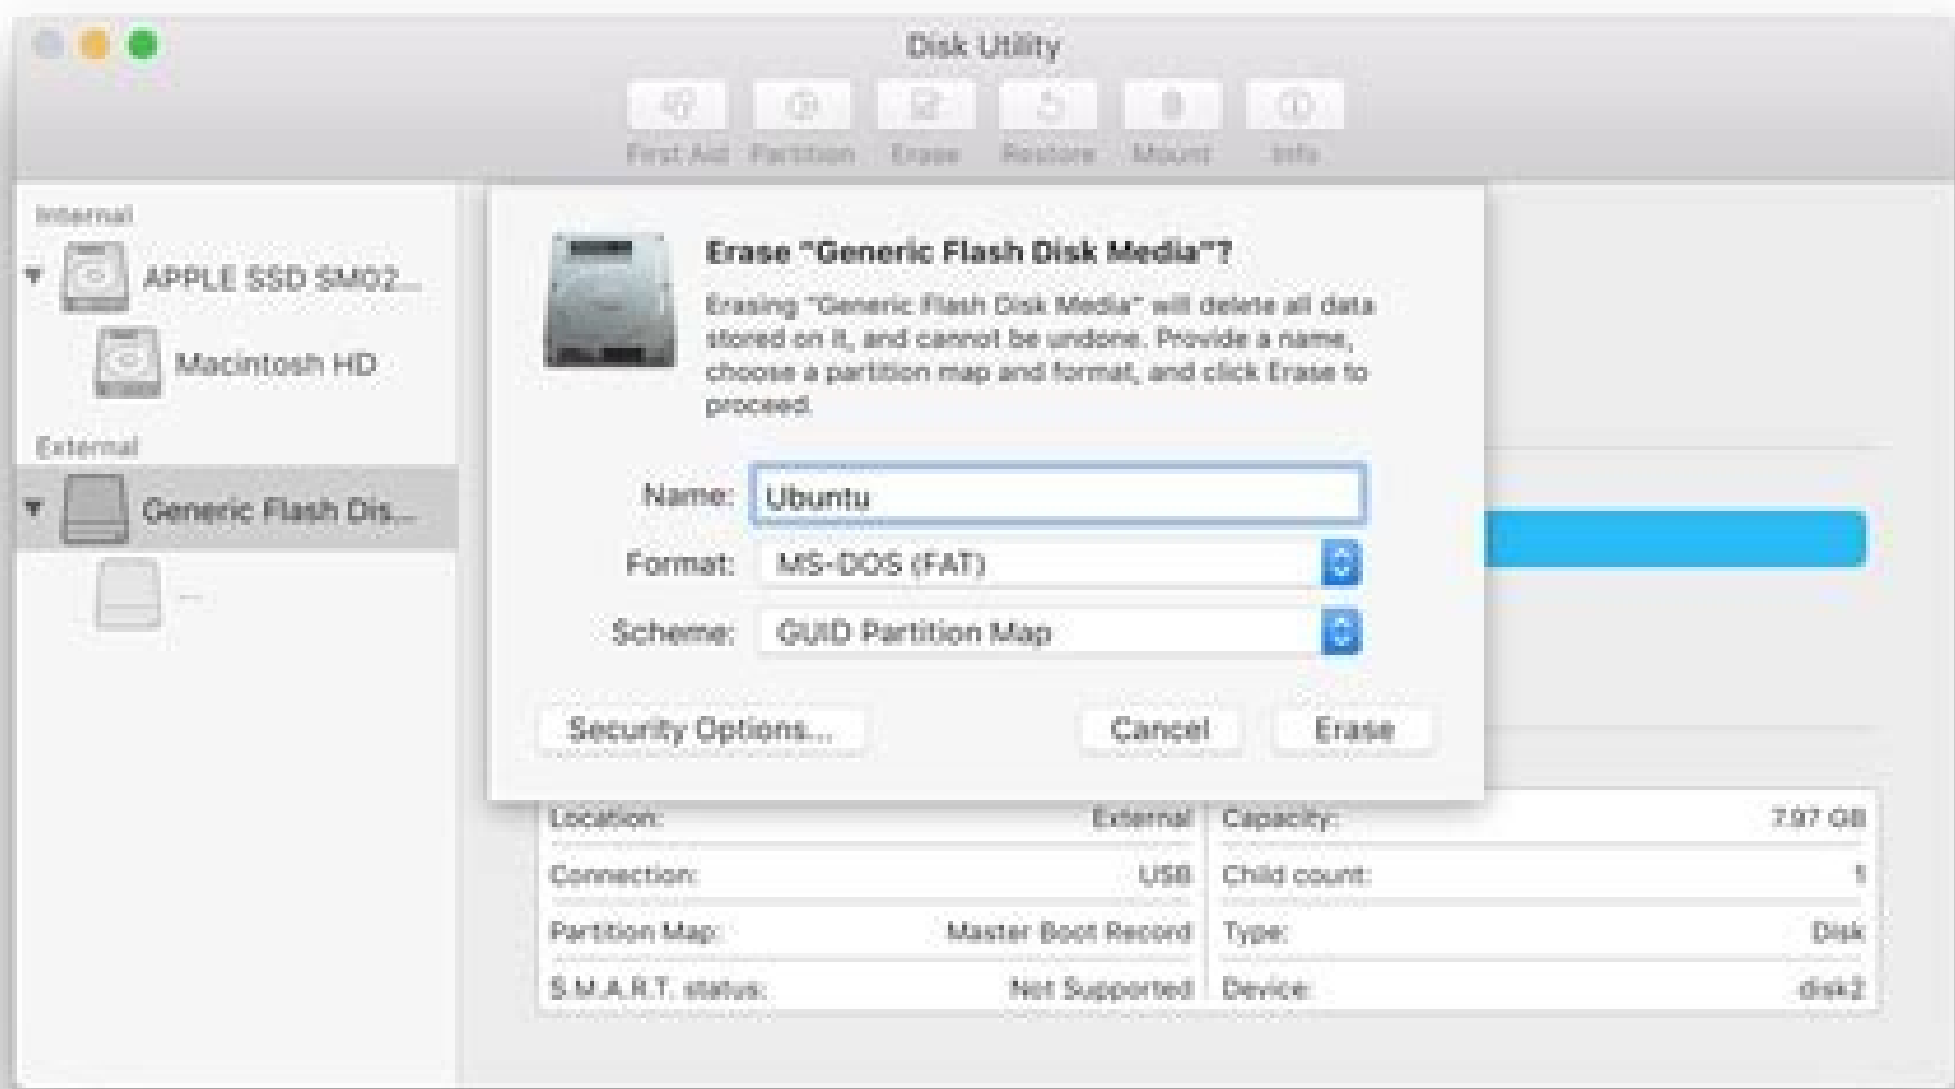 Disk Utility
First Aid Partition Erase Restore Mount Info
Internal
APPLE SSD SM02...
Macintosh HD
External
Generic Flash Dis...
...
Erase "Generic Flash Disk Media"?
Erasing "Generic Flash Disk Media" will delete all data
stored on it, and cannot be undone. Provide a name,
choose a partition map and format, and click Erase to
proceed.
Name: Ubuntu
Format: MS-DOS (FAT)
Scheme: GUID Partition Map
Security Options... Cancel Erase
Location: External Capacity: 7.97 GB
Connection: USB Child count: 1
Partition Map: Master Boot Record Type: Disk
S.M.A.R.T. status: Not Supported Device: disk2